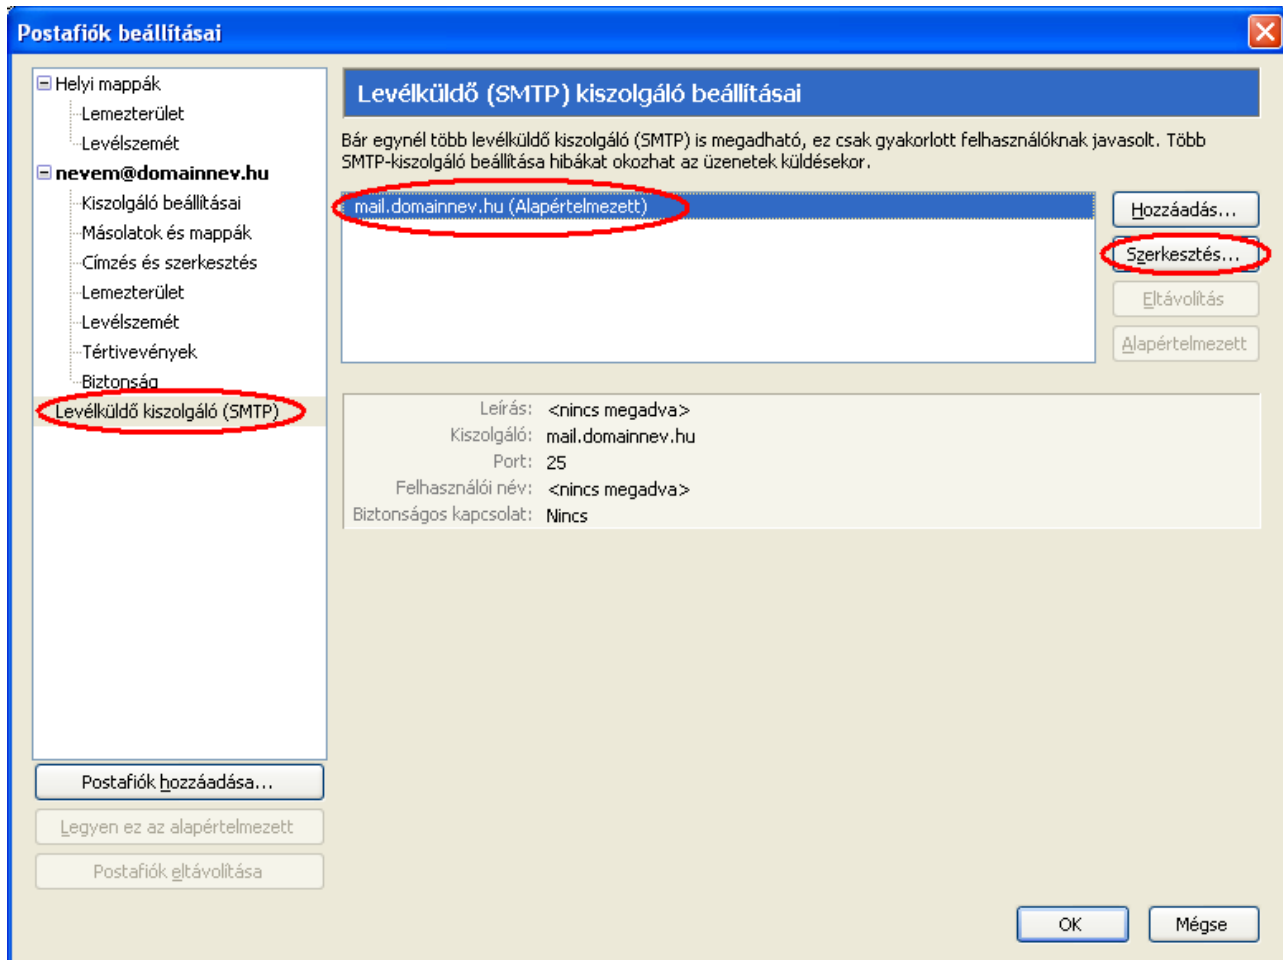 Postafiók beállításai
Helyi mappák
Lemezterület
Levélszemét
nevem@domainnev.hu
Kiszolgáló beállításai
Másolatok és mappák
Címzés és szerkesztés
Lemezterület
Levélszemét
Tértivevények
Biztonság
Levélküldő kiszolgáló (SMTP)
Postafiók hozzáadása...
Legyen ez az alapértelmezett
Postafiók eltávolítása
Levélküldő (SMTP) kiszolgáló beállításai
Bár egynél több levélküldő kiszolgáló (SMTP) is megadható, ez csak gyakorlott felhasználóknak javasolt. Több
SMTP-kiszolgáló beállítása hibákat okozhat az üzenetek küldésekor.
mail.domainnev.hu (Alapértelmezett)
Hozzáadás...
Szerkesztés...
Eltávolítás
Alapértelmezett
Leírás: <nincs megadva>
Kiszolgáló: mail.domainnev.hu
Port: 25
Felhasználói név: <nincs megadva>
Biztonságos kapcsolat: Nincs
OK
Mégse